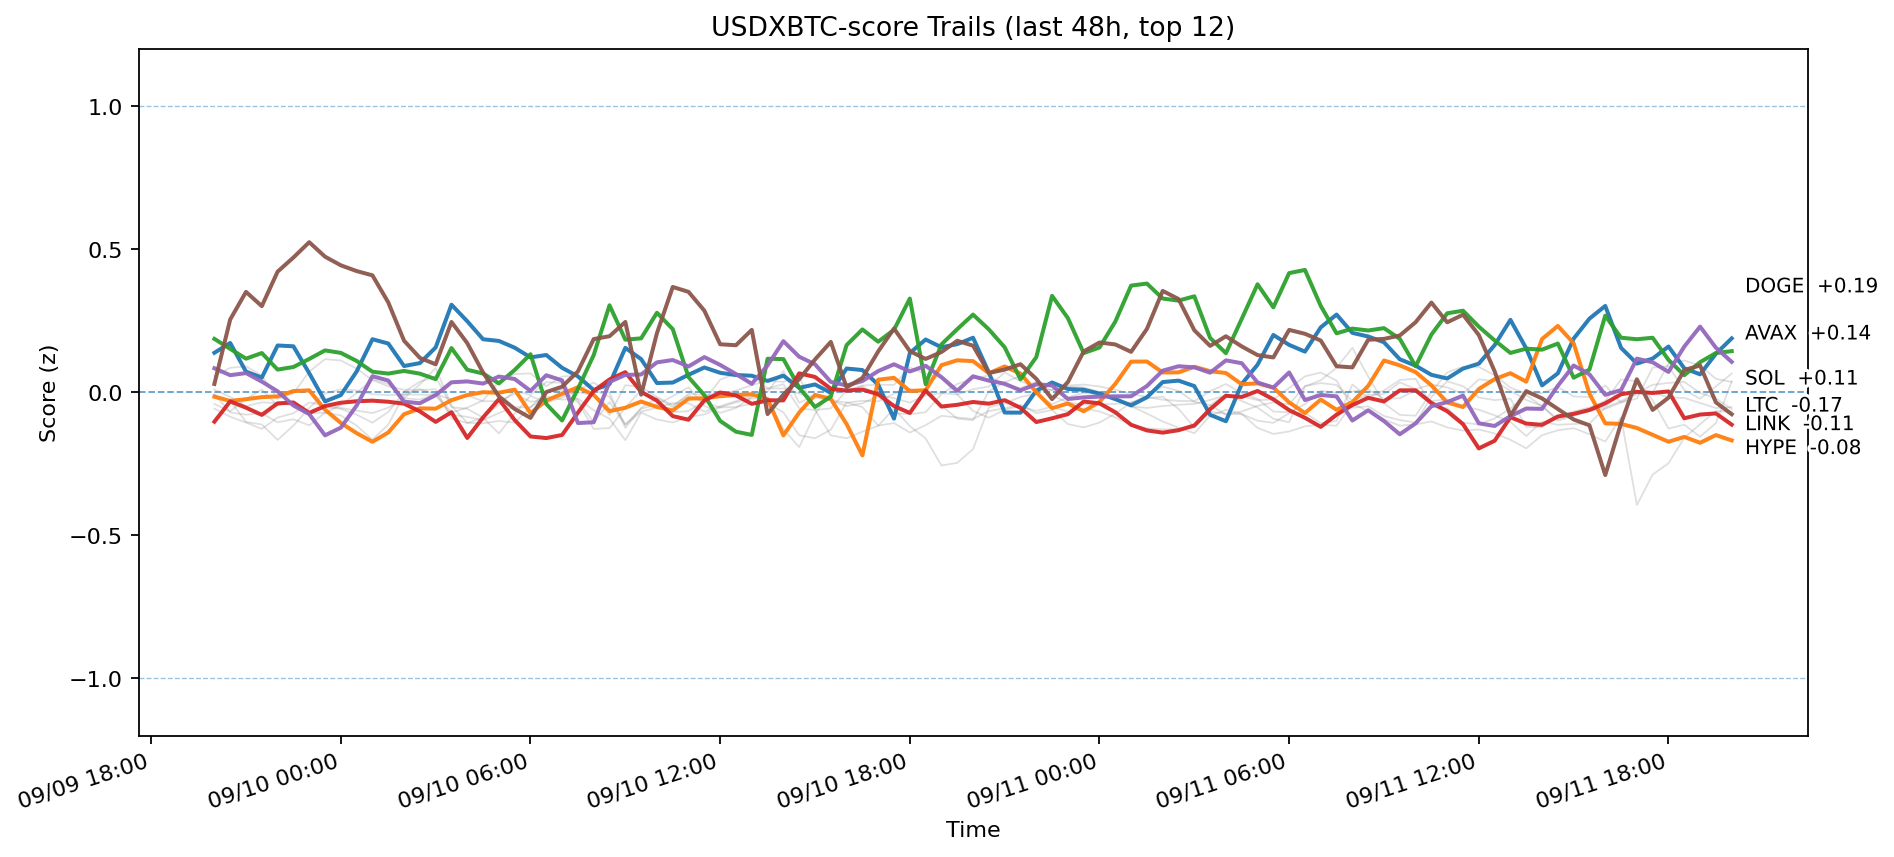 USDXBTC-score Trails (last 48h, top 12)
Score (z)
1.0
0.5
0.0
−0.5
−1.0
DOGE +0.19
AVAX +0.14
SOL +0.11
LTC -0.17
LINK -0.11
HYPE -0.08
09/09 18:00
09/10 00:00
09/10 06:00
09/10 12:00
09/10 18:00
09/11 00:00
09/11 06:00
09/11 12:00
09/11 18:00
Time